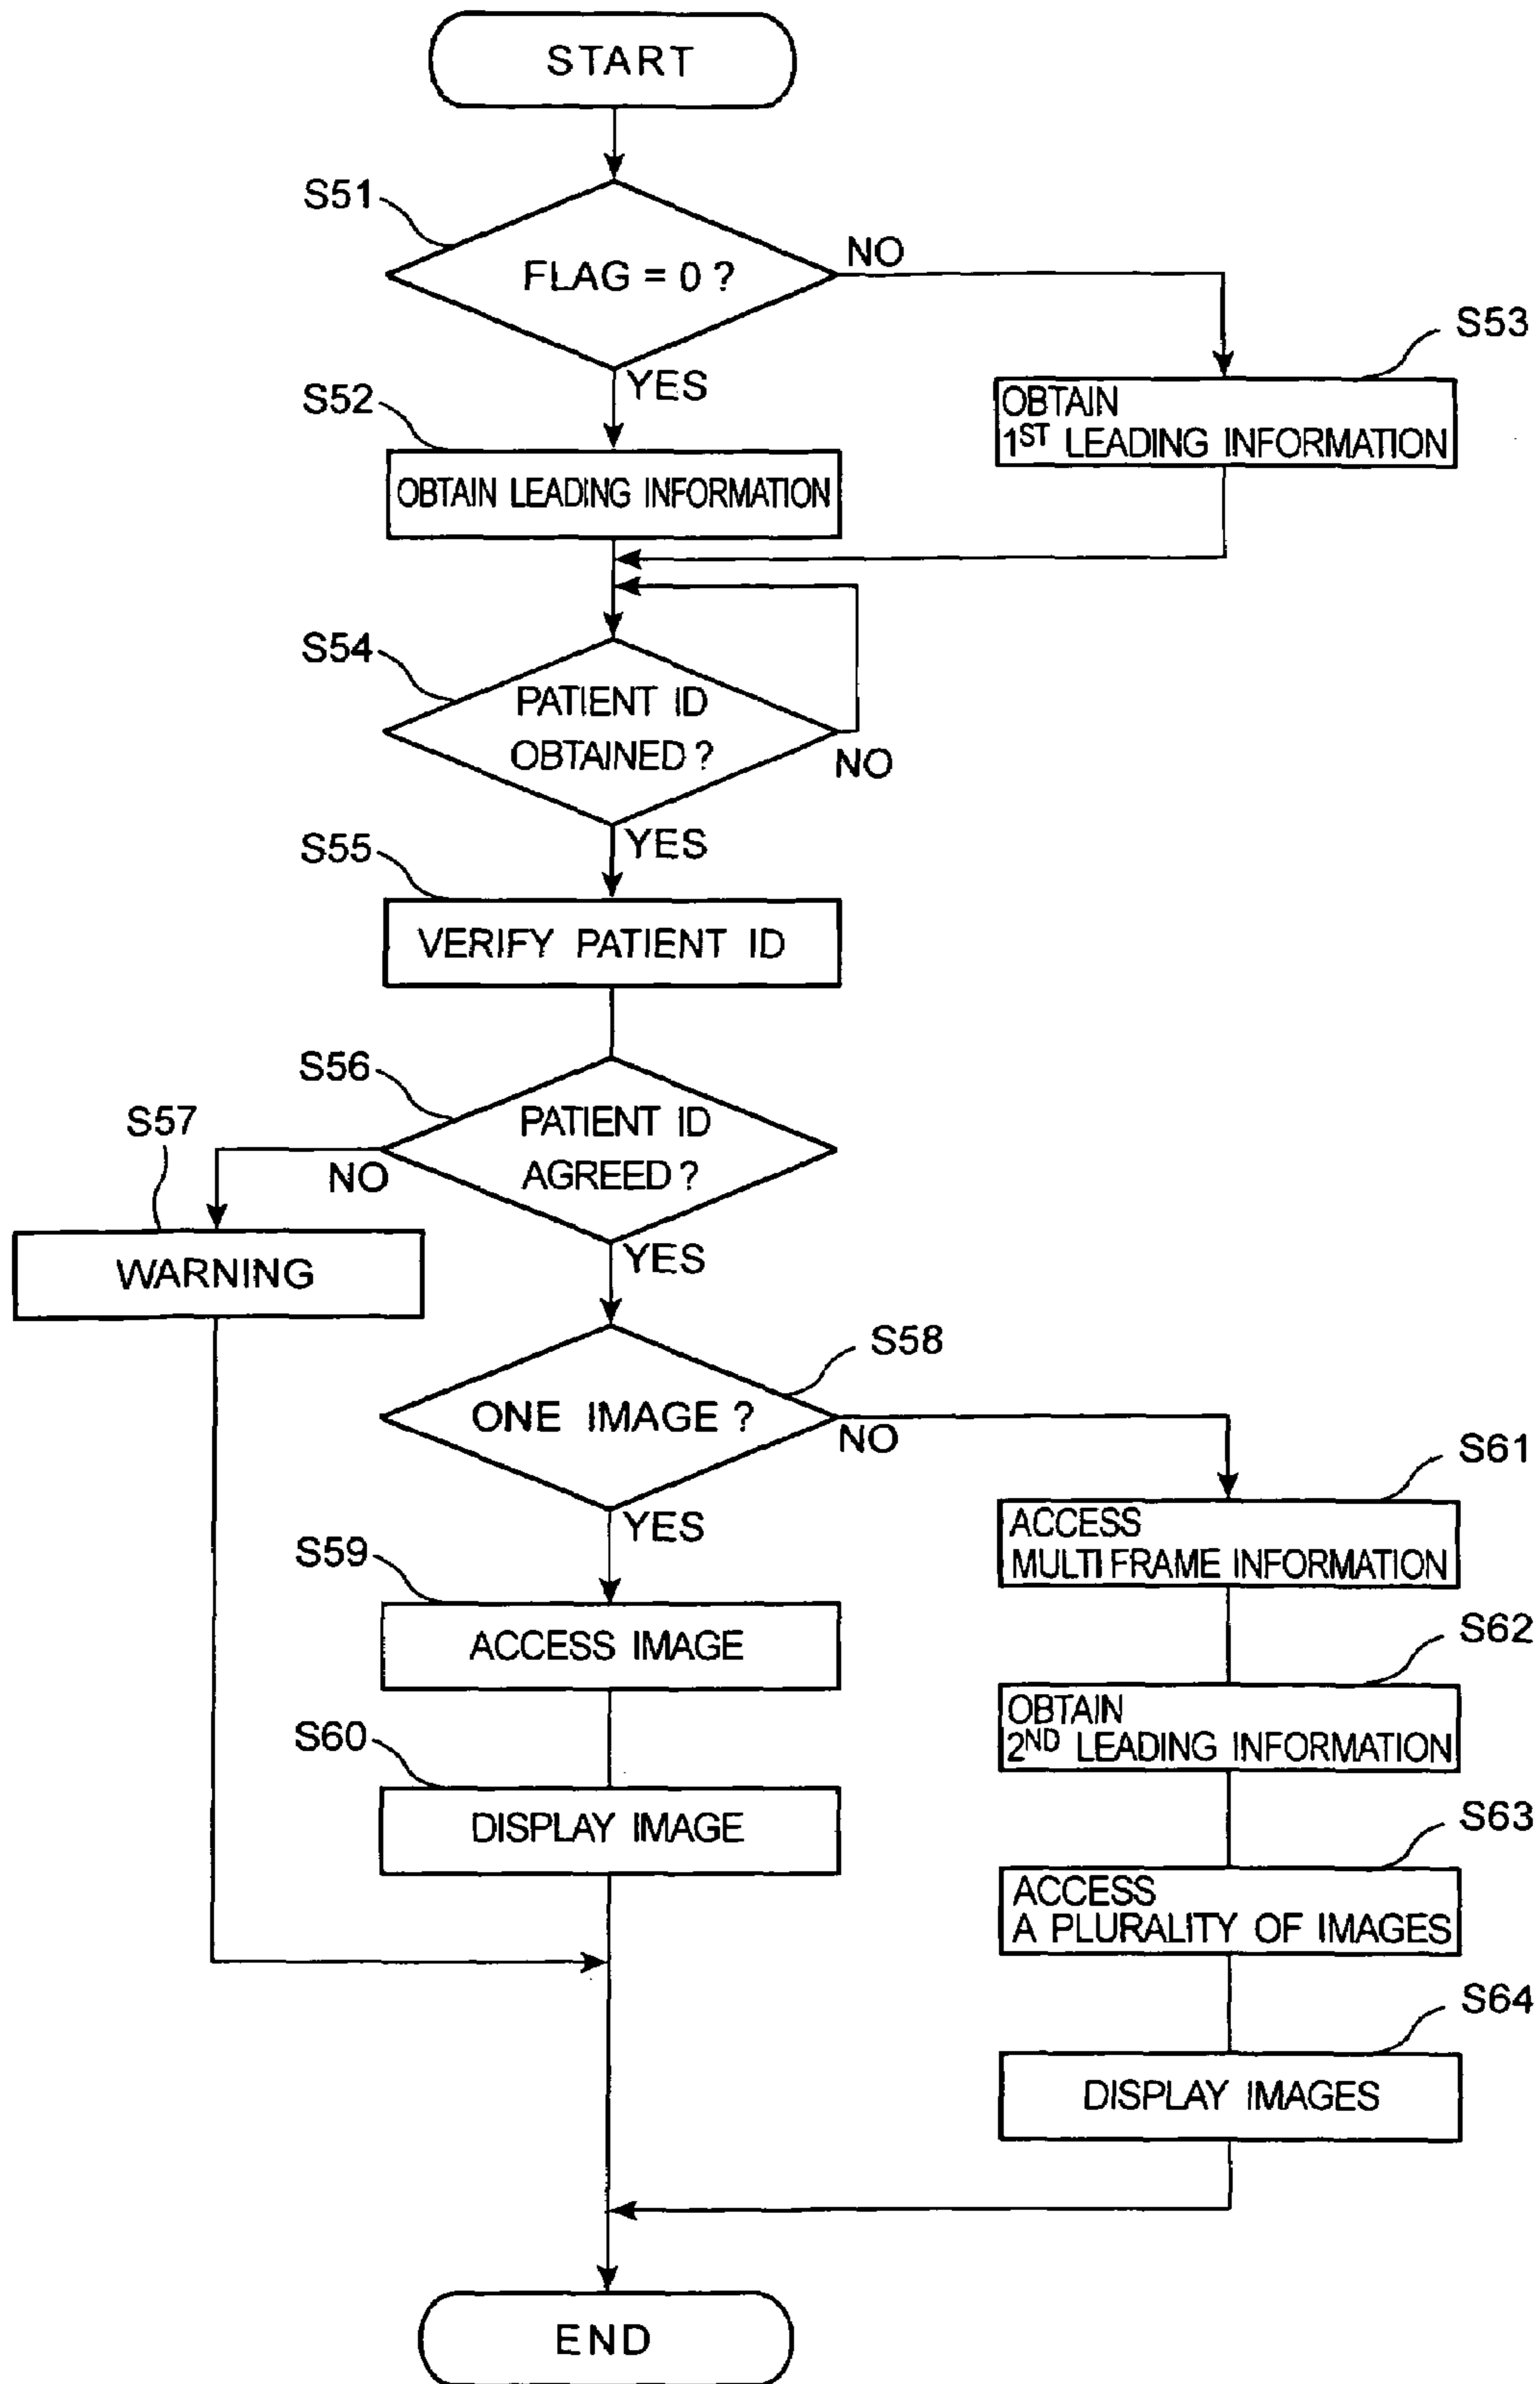 START
S51
FLAG = 0 ?
NO
YES
S53
OBTAIN
1ST LEADING INFORMATION
S52
OBTAIN LEADING INFORMATION
S54
PATIENT ID
OBTAINED ?
NO
YES
S55
VERIFY PATIENT ID
S56
PATIENT ID
AGREED ?
NO
YES
S57
WARNING
S58
ONE IMAGE ?
NO
YES
S59
ACCESS IMAGE
S60
DISPLAY IMAGE
S61
ACCESS
MULTI FRAME INFORMATION
S62
OBTAIN
2ND LEADING INFORMATION
S63
ACCESS
A PLURALITY OF IMAGES
S64
DISPLAY IMAGES
END